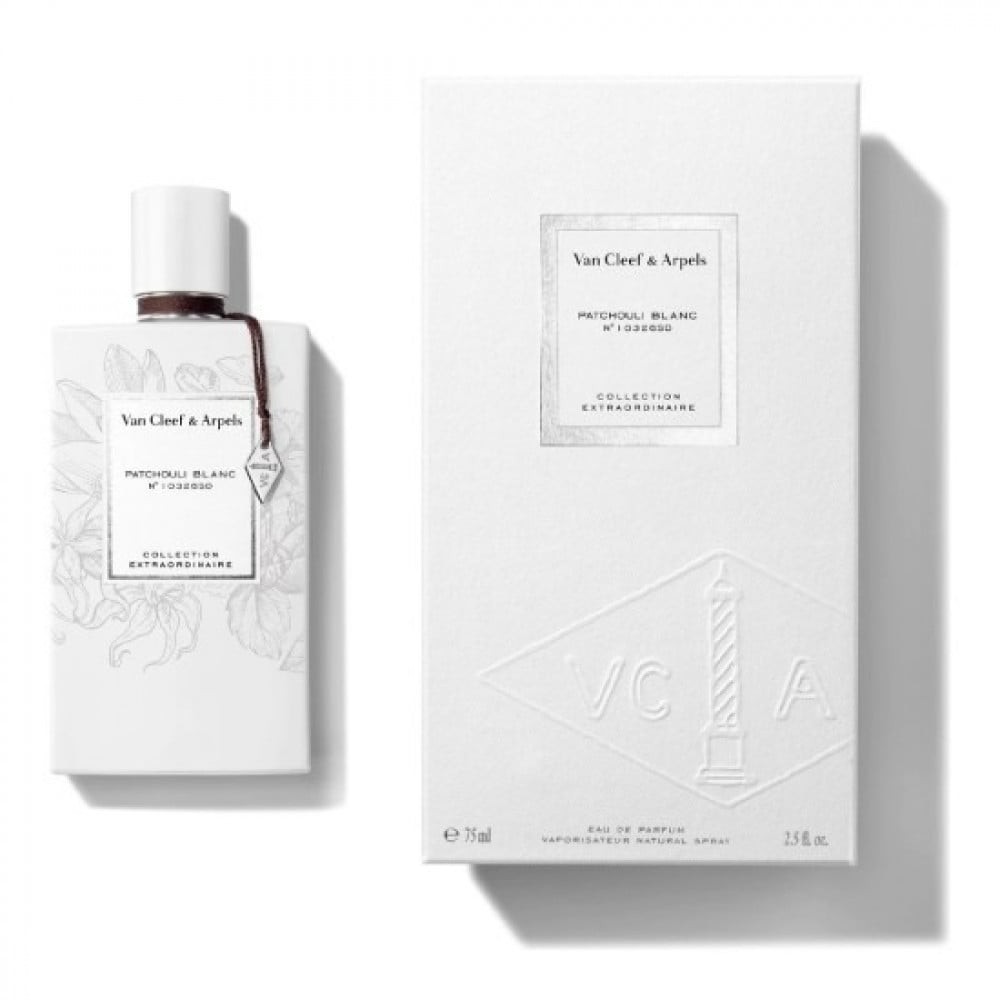 Van Cleef & Arpels
PATCHOULI BLANC
N° 1032650
COLLECTION
EXTRAORDINAIRE
VC A
Van Cleef & Arpels
PATCHOULI BLANC
N° 1032650
COLLECTION
EXTRAORDINAIRE
VC A
℮ 75 ml
EAU DE PARFUM
VAPORISATEUR NATURAL SPRAY
2.5 fl. oz.